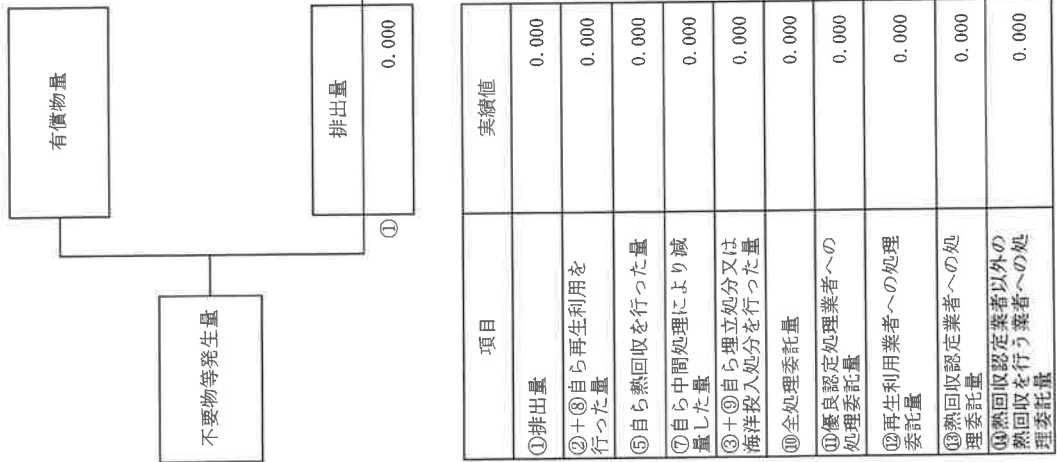 有償物量
不要物等発生量
排出量
①
0.000
項目
実績値
①排出量
0.000
②+⑧自ら再生利用を
行った量
0.000
⑤自ら熱回収を行った量
0.000
⑦自ら中間処理により減
量した量
0.000
③+⑨自ら埋立処分又は
海洋投入処分を行った量
0.000
⑩全処理委託量
0.000
⑪優良認定処理業者への
処理委託量
0.000
⑫再生利用業者への処理
委託量
0.000
⑬熱回収認定業者への処
理委託量
0.000
⑭熱回収認定業者以外の
熱回収を行う業者への処
理委託量
0.000